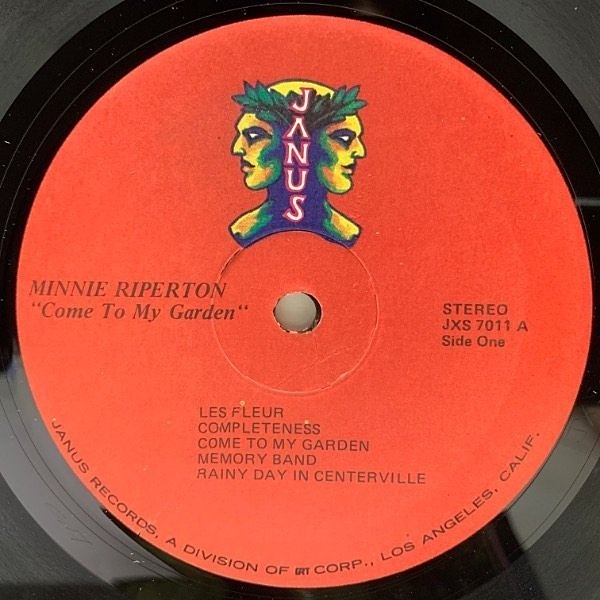 JANUS
MINNIE RIPERTON
"Come To My Garden"
STEREO
JXS 7011 A
Side One
LES FLEUR
COMPLETENESS
COME TO MY GARDEN
MEMORY BAND
RAINY DAY IN CENTERVILLE
JANUS RECORDS, A DIVISION OF GRT CORP., LOS ANGELES, CALIF.